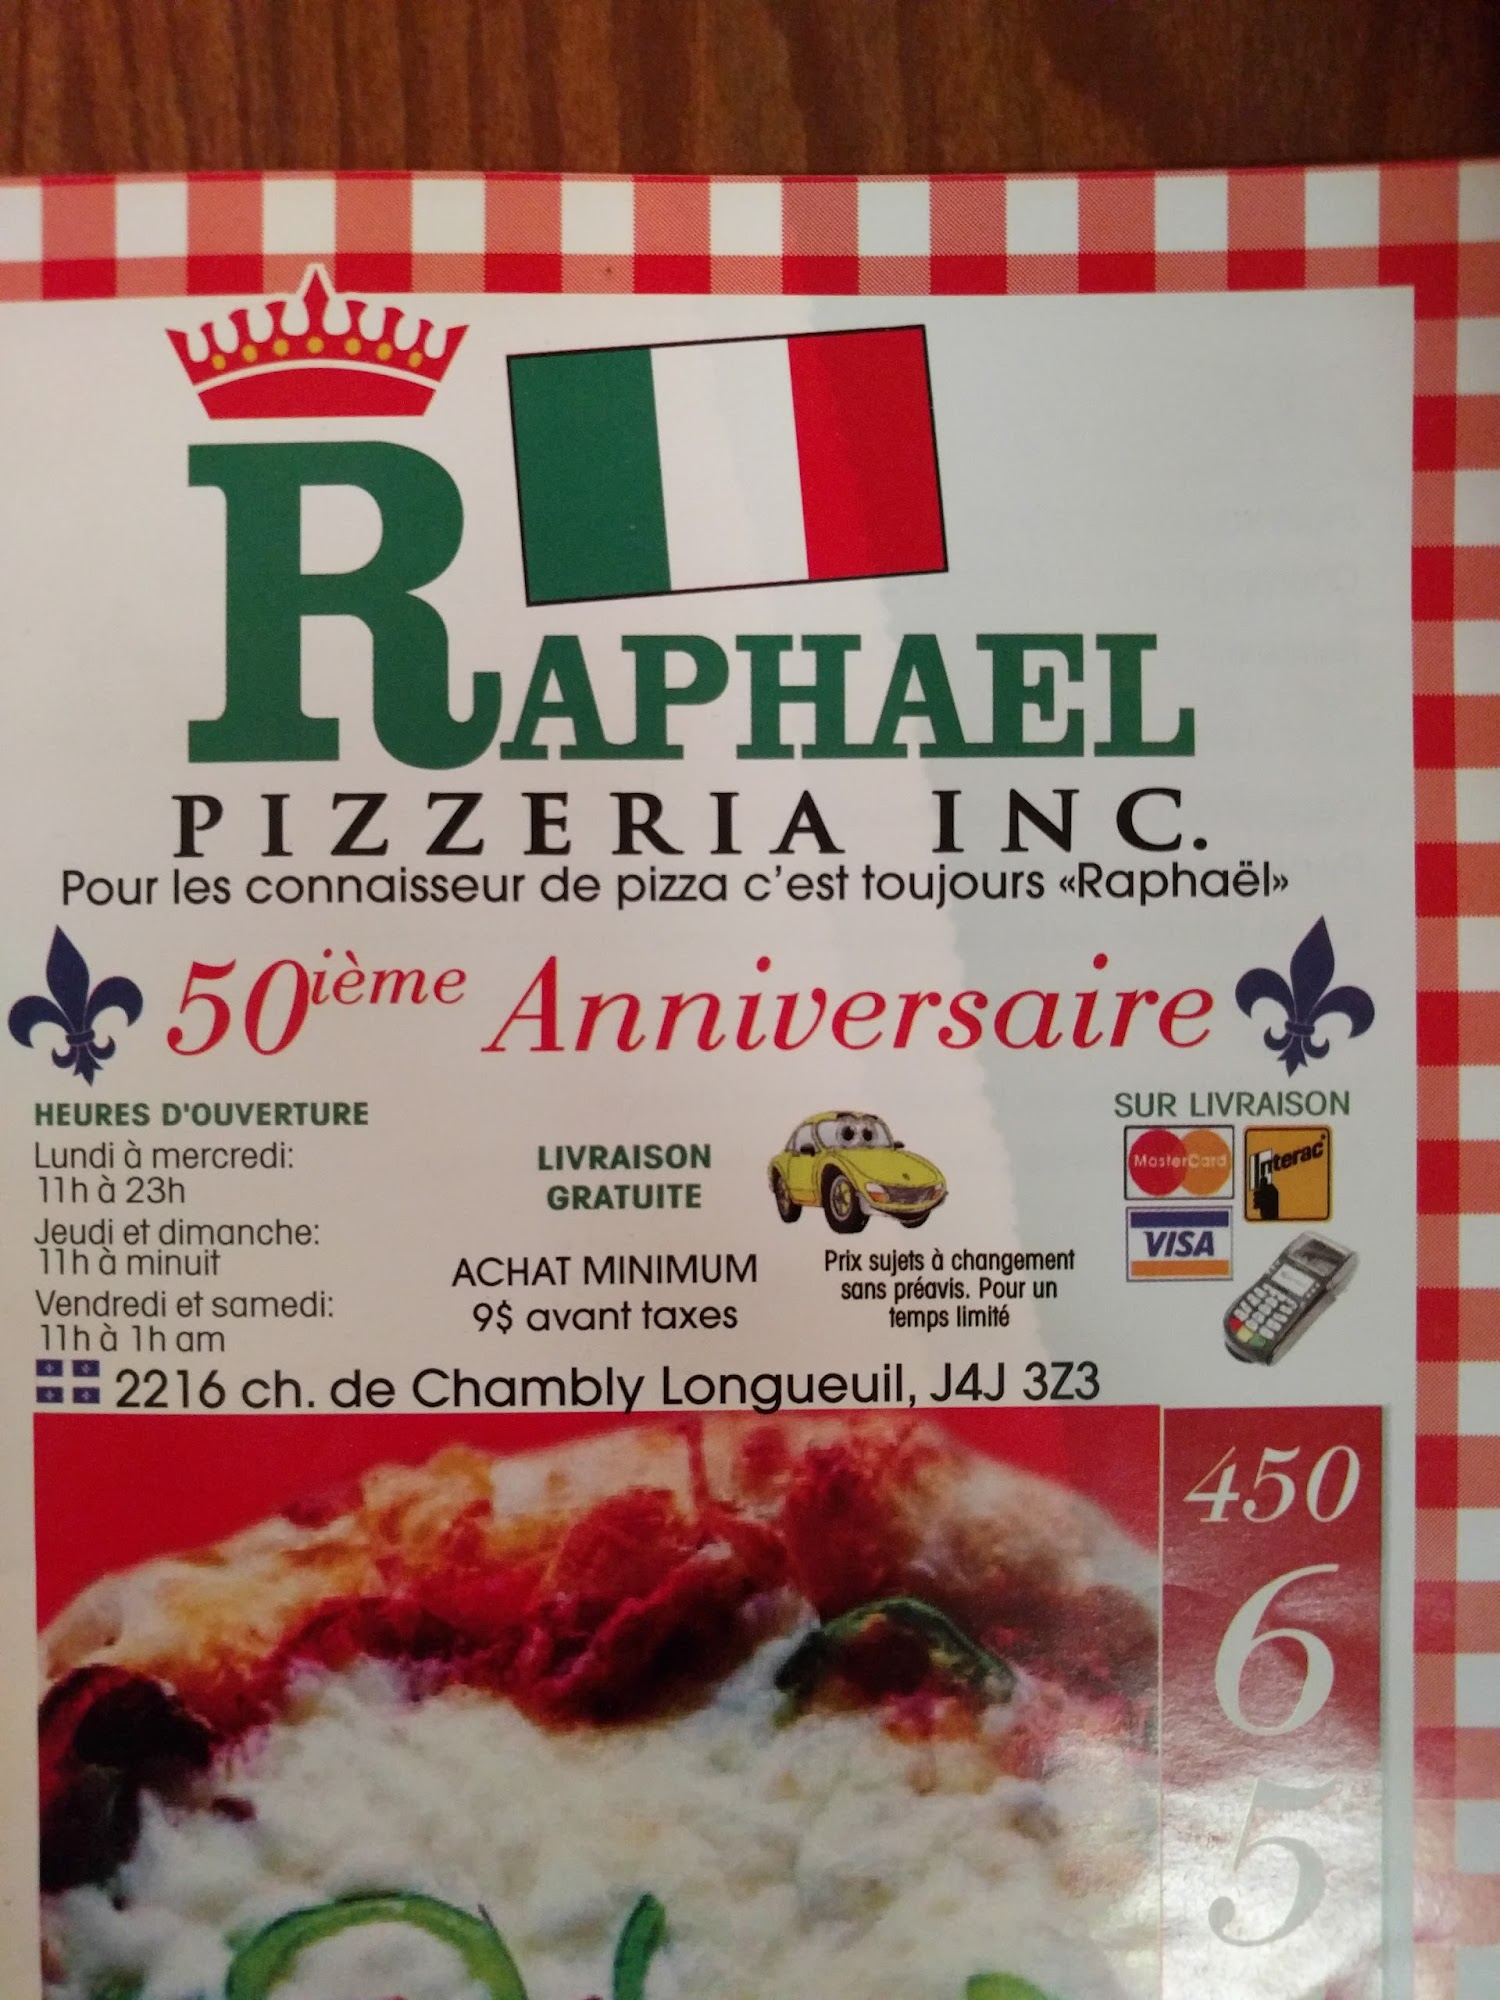 RAPHAEL
PIZZERIA INC.
Pour les connaisseur de pizza c'est toujours «Raphaël»
50ième Anniversaire
HEURES D'OUVERTURE
Lundi à mercredi:
11h à 23h
Jeudi et dimanche:
11h à minuit
Vendredi et samedi:
11h à 1h am
LIVRAISON
GRATUITE
ACHAT MINIMUM
9$ avant taxes
Prix sujets à changement
sans préavis. Pour un
temps limité
SUR LIVRAISON
MasterCard
Interac
VISA
2216 ch. de Chambly Longueuil, J4J 3Z3
450
6
5